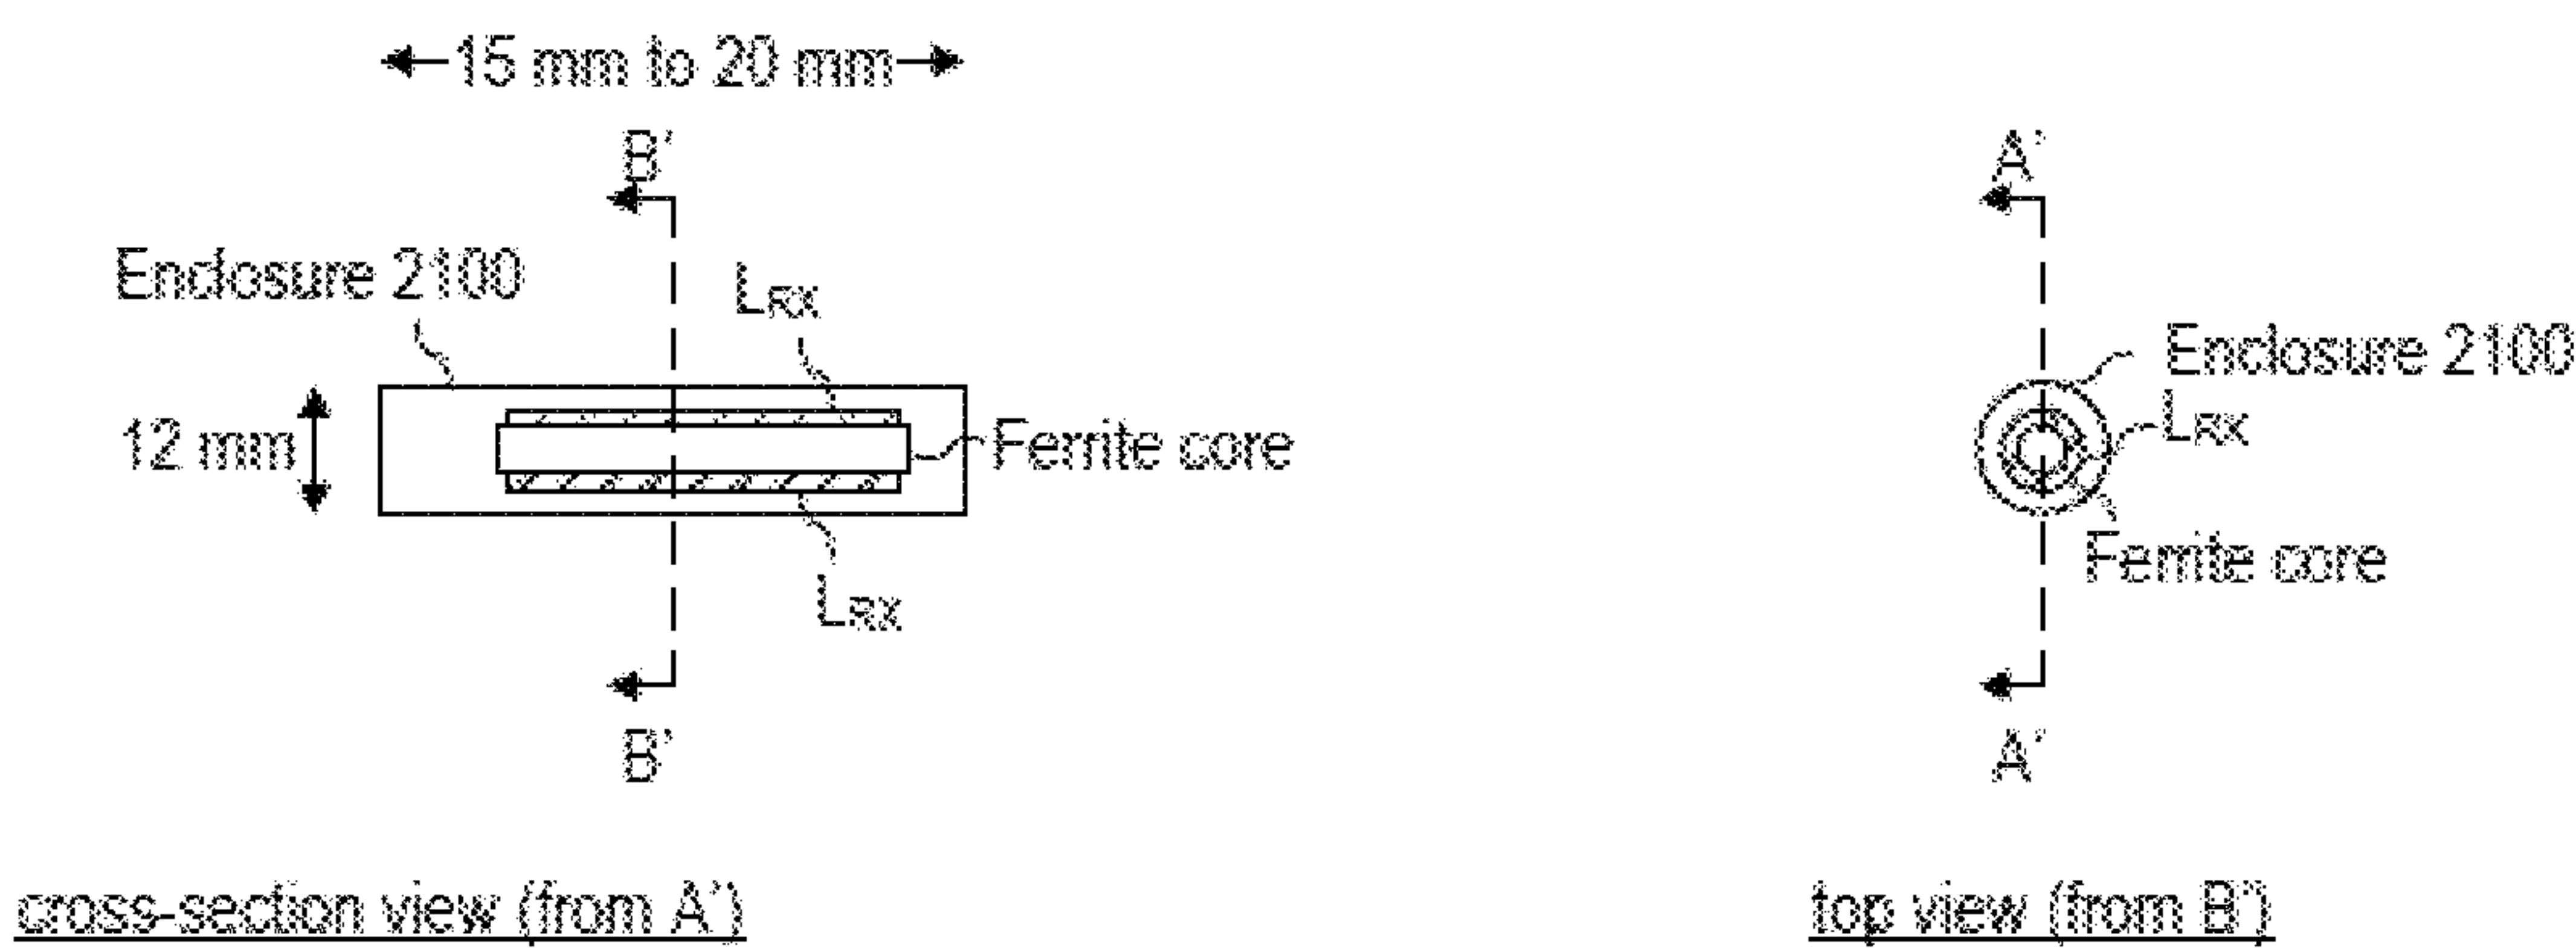 15 mm to 20 mm
B'
A'
Enclosure 2100
LRX
Enclosure 2100
LRX
12 mm
Ferrite core
Ferrite core
LRX
B'
A'
cross-section view (from A')
top view (from B')